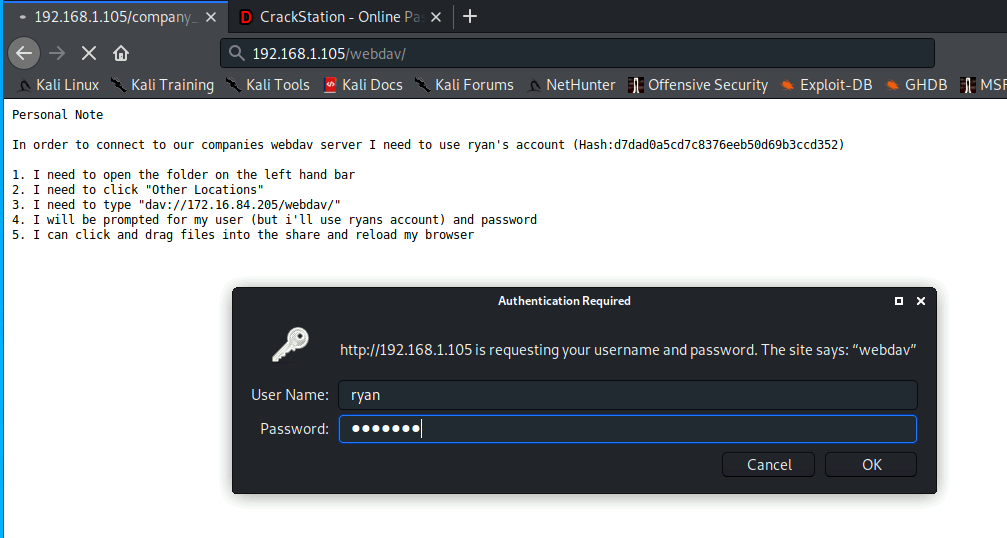 192.168.1.105/company_
CrackStation - Online Pa
192.168.1.105/webdav/
Kali Linux Kali Training Kali Tools Kali Docs Kali Forums NetHunter Offensive Security Exploit-DB GHDB MSF
Personal Note
In order to connect to our companies webdav server I need to use ryan's account (Hash:d7dad0a5cd7c8376eeb50d69b3ccd352)
1. I need to open the folder on the left hand bar
2. I need to click "Other Locations"
3. I need to type "dav://172.16.84.205/webdav/"
4. I will be prompted for my user (but i'll use ryans account) and password
5. I can click and drag files into the share and reload my browser
Authentication Required
http://192.168.1.105 is requesting your username and password. The site says: “webdav”
User Name: ryan
Password: ●●●●●●●
Cancel OK